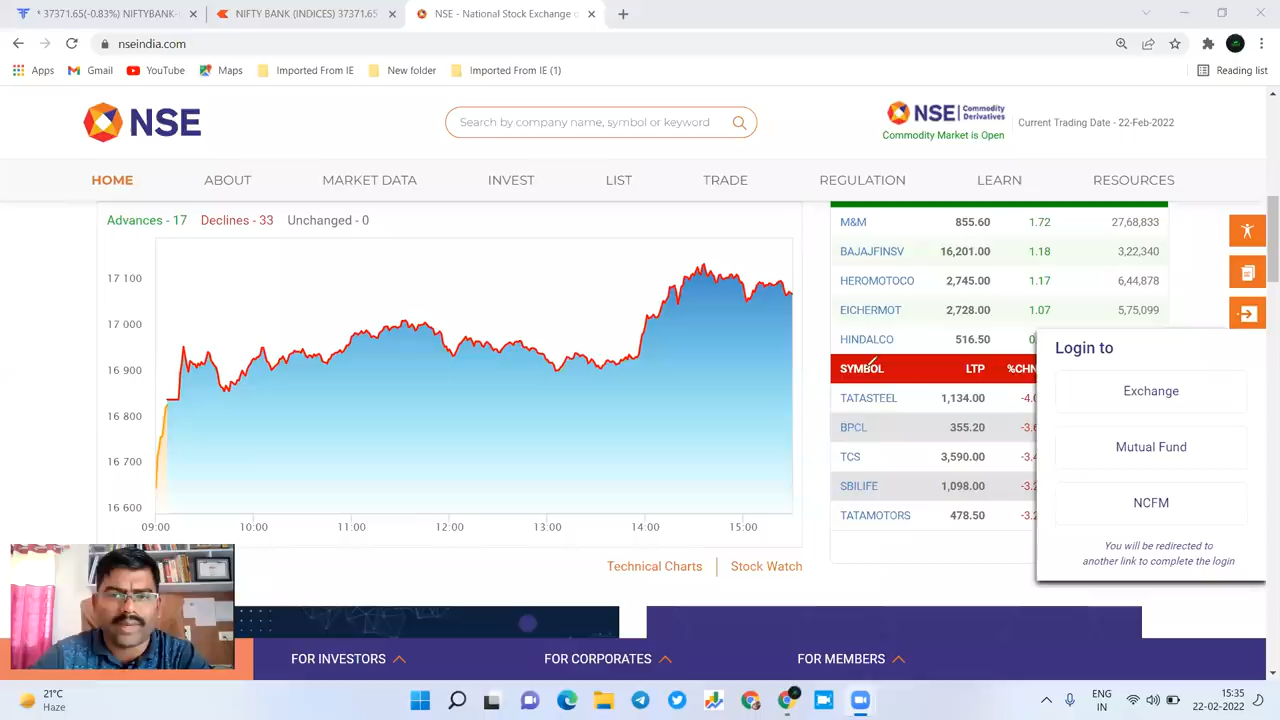 37371.65(-0.83%) NIFTYBANK-
NIFTY BANK (INDICES) 37371.65
NSE - National Stock Exchange o
nseindia.com
Apps
Gmail
YouTube
Maps
Imported From IE
New folder
Imported From IE (1)
Reading list
NSE
Search by company name, symbol or keyword
NSE
Commodity
Derivatives
Commodity Market is Open
Current Trading Date - 22-Feb-2022
HOME
ABOUT
MARKET DATA
INVEST
LIST
TRADE
REGULATION
LEARN
RESOURCES
Advances - 17 Declines - 33 Unchanged - 0
17 100
17 000
16 900
16 800
16 700
16 600
09:00 10:00 11:00 12:00 13:00 14:00 15:00
Technical Charts
Stock Watch
M&M 855.60 1.72 27,68,833
BAJAJFINSV 16,201.00 1.18 3,22,340
HEROMOTOCO 2,745.00 1.17 6,44,878
EICHERMOT 2,728.00 1.07 5,75,099
HINDALCO 516.50
SYMBOL LTP %CHN
TATASTEEL 1,134.00
BPCL 355.20
TCS 3,590.00
SBILIFE 1,098.00
TATAMOTORS 478.50
Login to
Exchange
Mutual Fund
NCFM
You will be redirected to
another link to complete the login
FOR INVESTORS
FOR CORPORATES
FOR MEMBERS
21°C
Haze
ENG
IN
15:35
22-02-2022